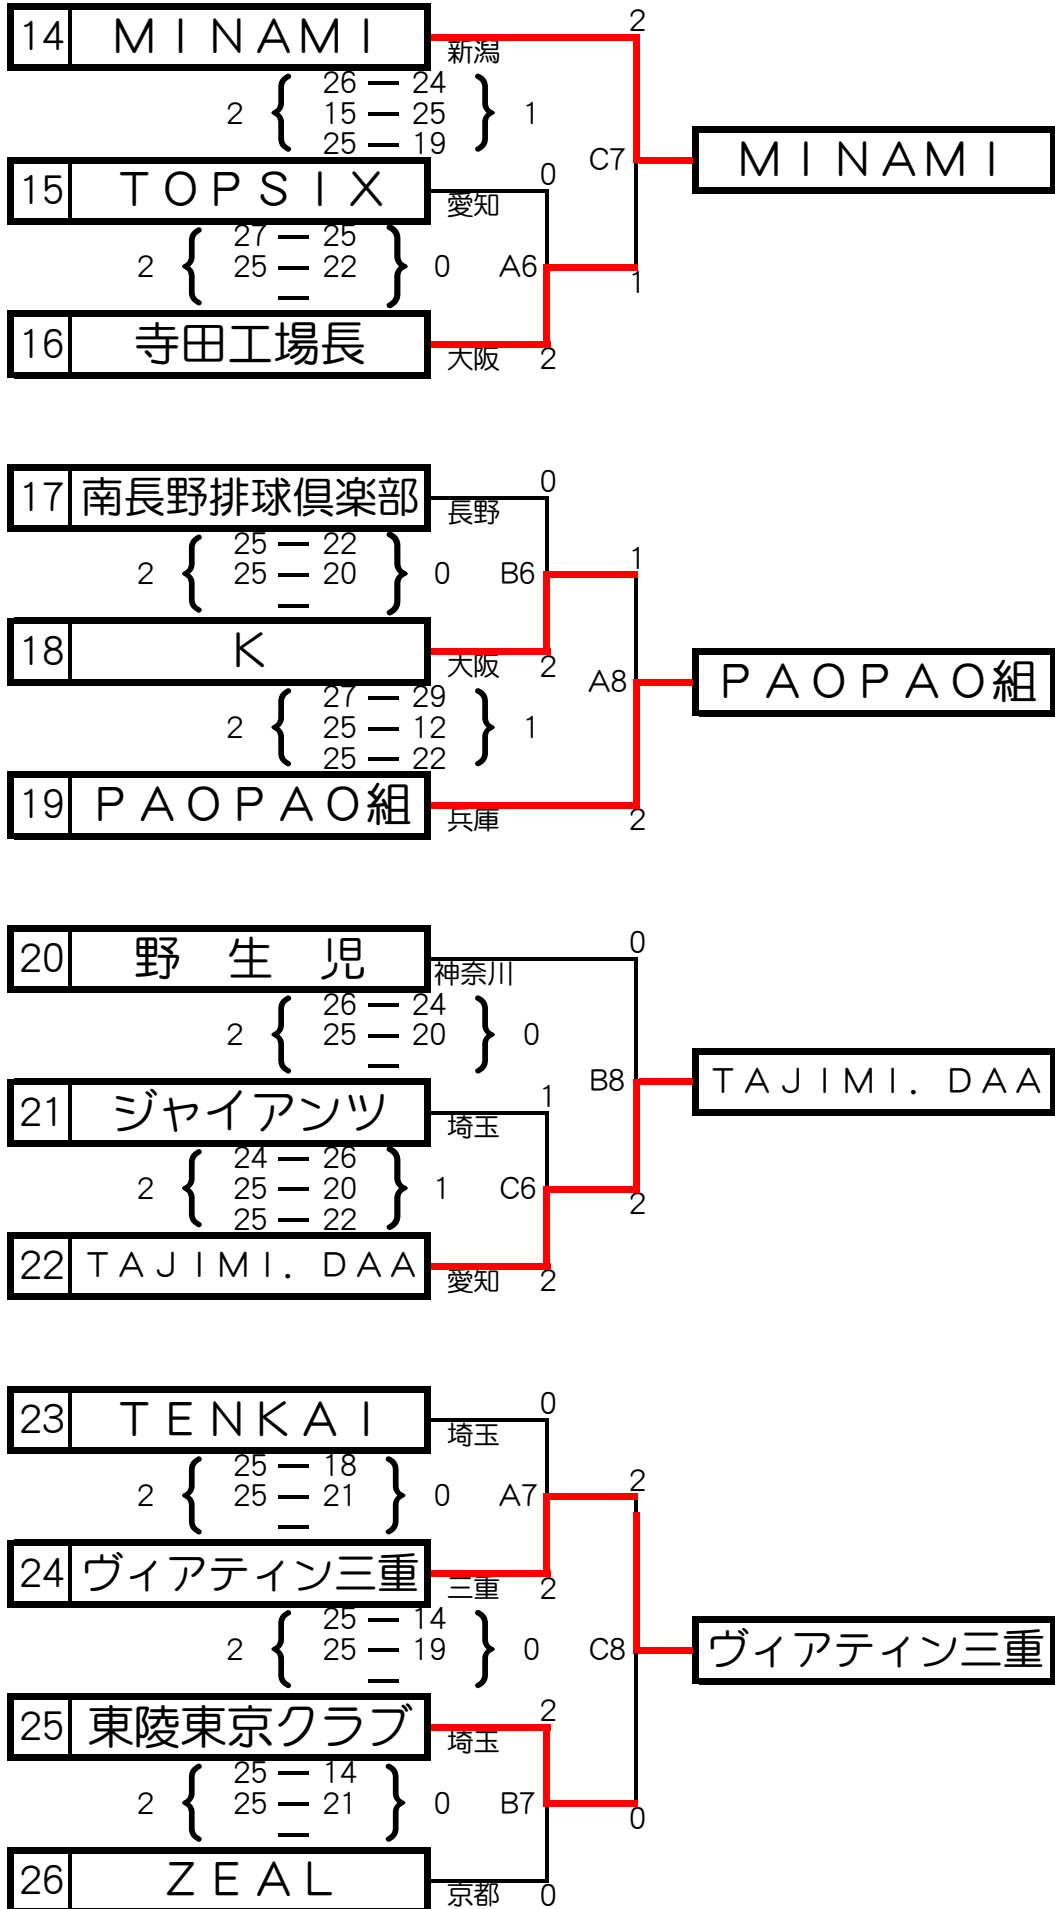 14 ＭＩＮＡＭＩ 2
新潟
26 ― 24
2 { 15 ― 25 } 1
25 ― 19
C7 ＭＩＮＡＭＩ
15 ＴＯＰＳＩＸ 0
愛知
27 ― 25
2 { 25 ― 22 } 0 A6
―
1
16 寺田工場長
大阪 2
17 南長野排球倶楽部 0
長野
25 ― 22
2 { 25 ― 20 } 0 B6 1
―
18 Ｋ
大阪 2
27 ― 29
2 { 25 ― 12 } 1
25 ― 22
A8 ＰＡＯＰＡＯ組
19 ＰＡＯＰＡＯ組
兵庫 2
20 野　生　児 0
神奈川
26 ― 24
2 { 25 ― 20 } 0
―
B8 ＴＡＪＩＭＩ．ＤＡＡ
21 ジャイアンツ 1
埼玉
24 ― 26
2 { 25 ― 20 } 1 C6
25 ― 22
2
22 ＴＡＪＩＭＩ．ＤＡＡ
愛知 2
23 ＴＥＮＫＡＩ 0
埼玉
25 ― 18
2 { 25 ― 21 } 0 A7 2
―
24 ヴィアティン三重
三重 2
25 ― 14
2 { 25 ― 19 } 0
―
C8 ヴィアティン三重
25 東陵東京クラブ 2
埼玉
25 ― 14
2 { 25 ― 21 } 0 B7
―
0
26 ＺＥＡＬ
京都 0